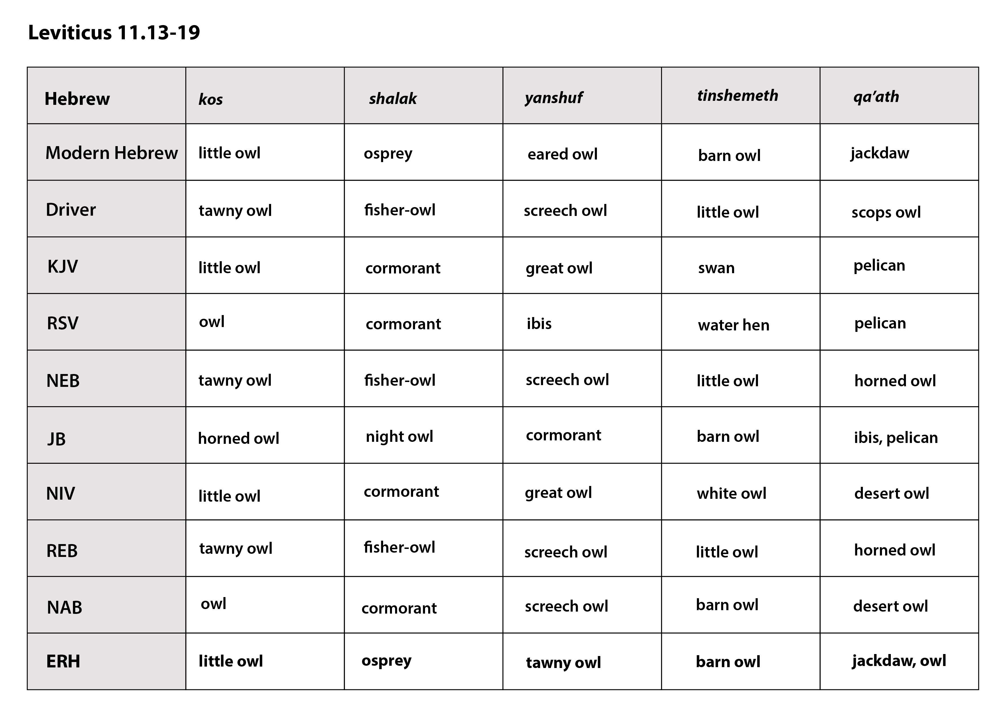 Leviticus 11.13-19
Hebrew kos shalak yanshuf tinshemeth qa’ath
Modern Hebrew little owl osprey eared owl barn owl jackdaw
Driver tawny owl fisher-owl screech owl little owl scops owl
KJV little owl cormorant great owl swan pelican
RSV owl cormorant ibis water hen pelican
NEB tawny owl fisher-owl screech owl little owl horned owl
JB horned owl night owl cormorant barn owl ibis, pelican
NIV little owl cormorant great owl white owl desert owl
REB tawny owl fisher-owl screech owl little owl horned owl
NAB owl cormorant screech owl barn owl desert owl
ERH little owl osprey tawny owl barn owl jackdaw, owl